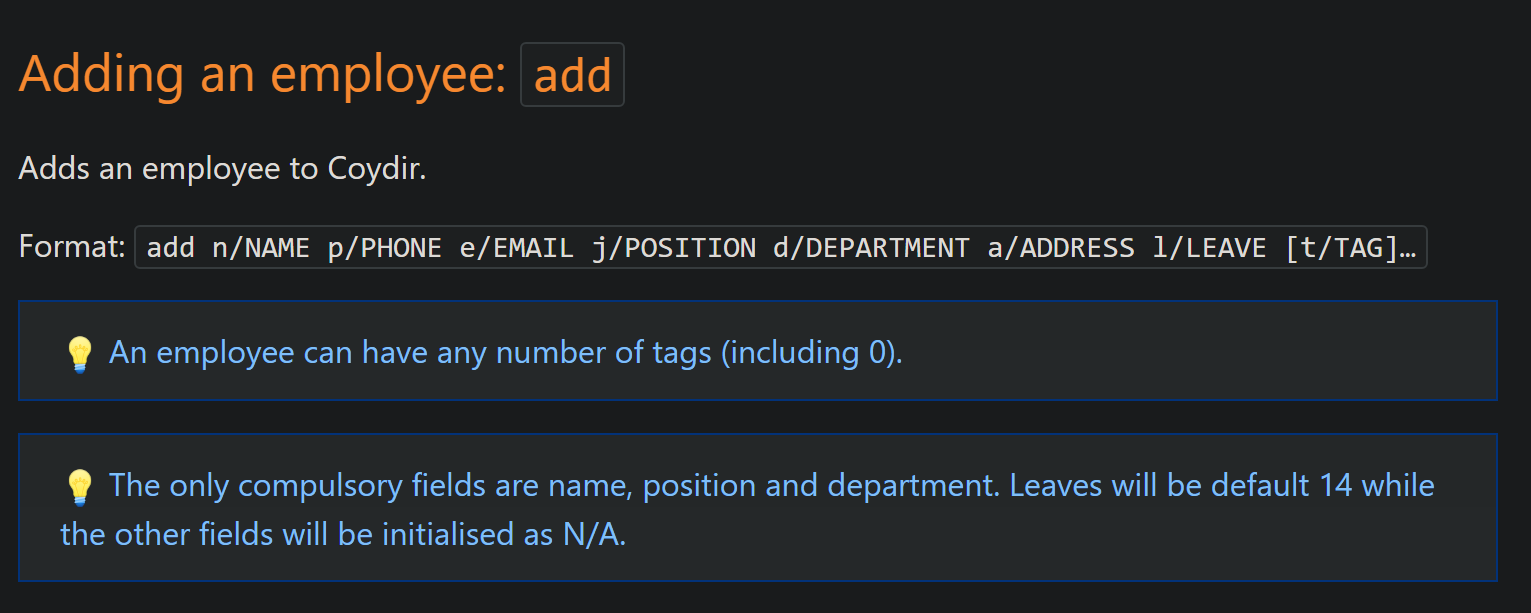 Adding an employee: add
Adds an employee to Coydir.
Format: add n/NAME p/PHONE e/EMAIL j/POSITION d/DEPARTMENT a/ADDRESS l/LEAVE [t/TAG]…
💡 An employee can have any number of tags (including 0).
💡 The only compulsory fields are name, position and department. Leaves will be default 14 while
the other fields will be initialised as N/A.